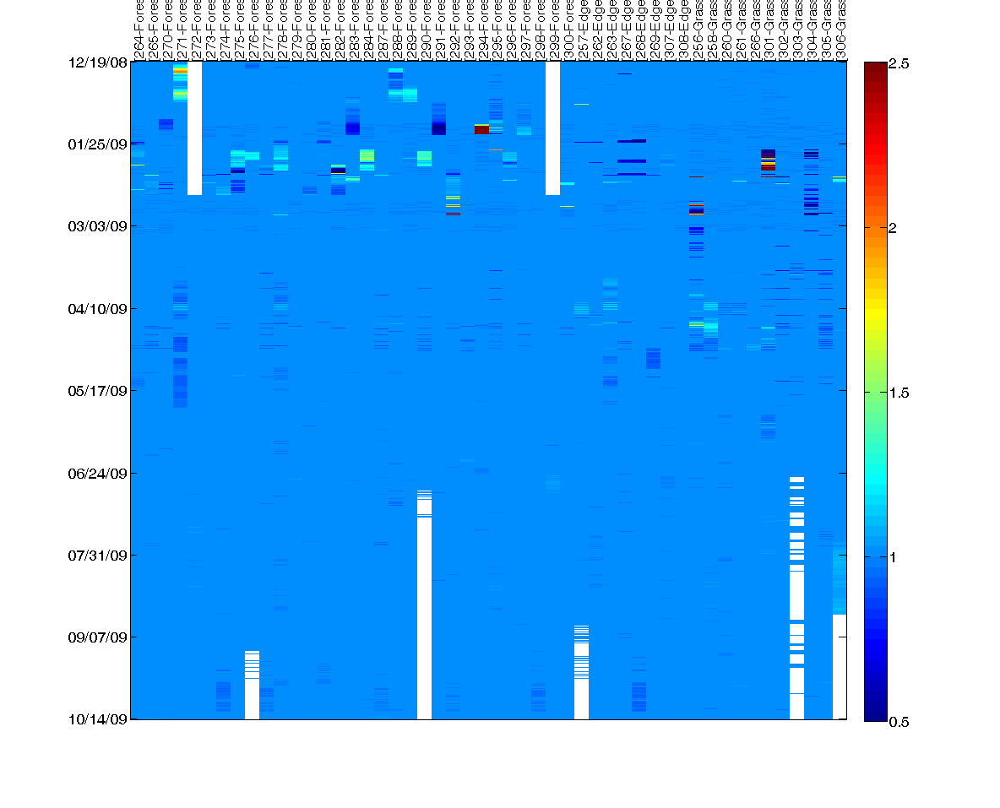 [264-Fores
[265-Fores
[270-Fores
[271-Fores
[272-Fores
[273-Fores
[274-Fores
[275-Fores
[276-Fores
[277-Fores
[278-Fores
[279-Fores
[280-Fores
[281-Fores
[282-Fores
[283-Fores
[284-Fores
[287-Fores
[288-Fores
[289-Fores
[290-Fores
[291-Fores
[292-Fores
[293-Fores
[294-Fores
[295-Fores
[296-Fores
[297-Fores
[298-Fores
[299-Fores
[300-Fores
[257-Edge
[262-Edge
[263-Edge
[267-Edge
[268-Edge
[269-Edge
[307-Edge
[308-Edge
[256-Grass
[258-Grass
[260-Grass
[261-Grass
[266-Grass
[301-Grass
[302-Grass
[303-Grass
[304-Grass
[305-Grass
[306-Grass
12/19/08
01/25/09
03/03/09
04/10/09
05/17/09
06/24/09
07/31/09
09/07/09
10/14/09
2.5
2
1.5
1
0.5